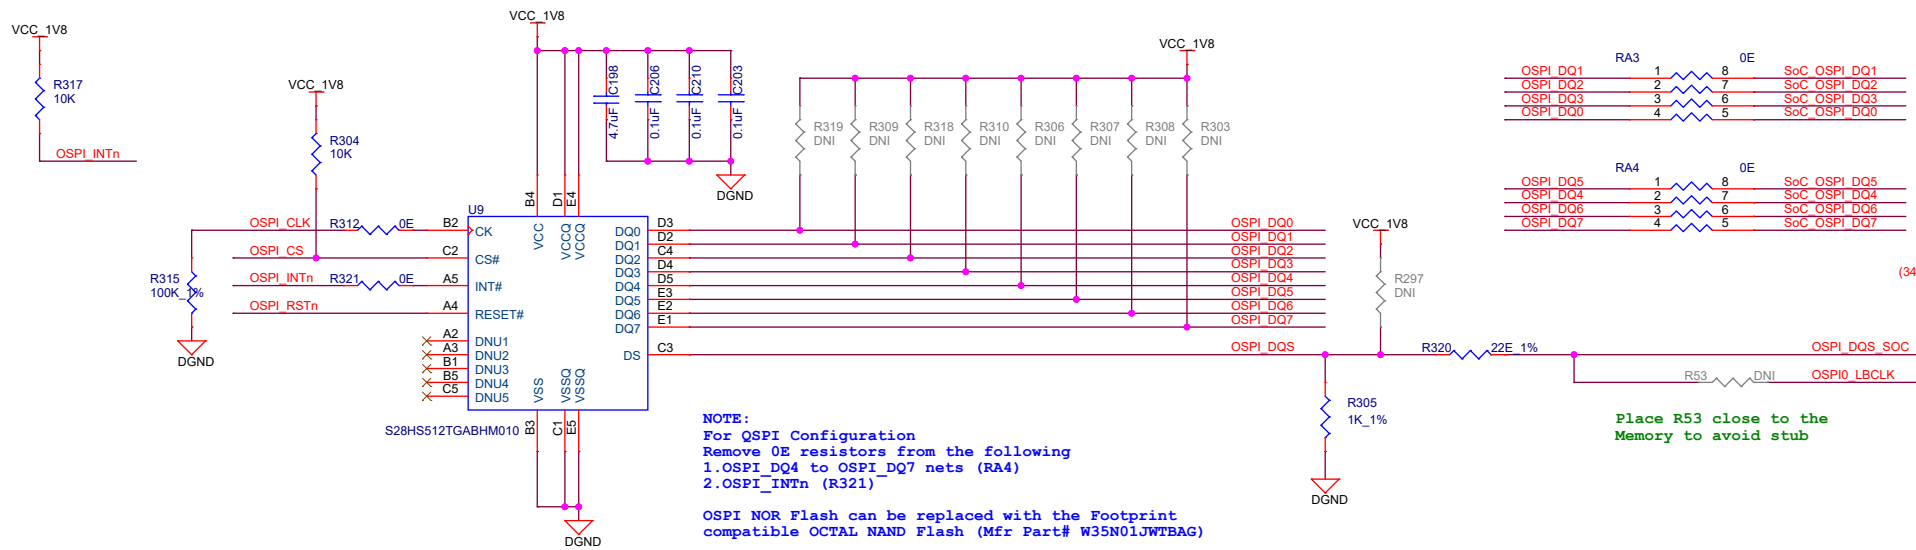 VCC_1V8
R317
10K
OSPI_INTn
VCC_1V8
R304
10K
VCC_1V8
C198
4.7uF
C206
0.1uF
C210
0.1uF
C203
0.1uF
DGND
VCC_1V8
R319
DNI
R309
DNI
R318
DNI
R310
DNI
R306
DNI
R307
DNI
R308
DNI
R303
DNI
RA3
0E
OSPI_DQ1 1 8 SoC_OSPI_DQ1
OSPI_DQ2 2 7 SoC_OSPI_DQ2
OSPI_DQ3 3 6 SoC_OSPI_DQ3
OSPI_DQ0 4 5 SoC_OSPI_DQ0
RA4
0E
OSPI_DQ5 1 8 SoC_OSPI_DQ5
OSPI_DQ4 2 7 SoC_OSPI_DQ4
OSPI_DQ6 3 6 SoC_OSPI_DQ6
OSPI_DQ7 4 5 SoC_OSPI_DQ7
(34
U9
B4
D1
E4
VCC
VCCQ
VCCQ
OSPI_CLK R312 0E B2 CK
OSPI_CS C2 CS#
OSPI_INTn R321 0E A5 INT#
OSPI_RSTn A4 RESET#
R315
100K_1%
DGND
A2 DNU1
A3 DNU2
B1 DNU3
B5 DNU4
C5 DNU5
DQ0 D3 OSPI_DQ0
DQ1 D2 OSPI_DQ1
DQ2 C4 OSPI_DQ2
DQ3 D4 OSPI_DQ3
DQ4 D5 OSPI_DQ4
DQ5 E3 OSPI_DQ5
DQ6 E2 OSPI_DQ6
DQ7 E1 OSPI_DQ7
DS C3 OSPI_DQS
VSS
VSSQ
VSSQ
B3
C1
E5
S28HS512TGABHM010
DGND
VCC_1V8
R297
DNI
R320 22E_1% OSPI_DQS_SOC
R53 DNI OSPI0_LBCLK
R305
1K_1%
DGND
Place R53 close to the
Memory to avoid stub
NOTE:
For QSPI Configuration
Remove 0E resistors from the following
1.OSPI_DQ4 to OSPI_DQ7 nets (RA4)
2.OSPI_INTn (R321)
OSPI NOR Flash can be replaced with the Footprint
compatible OCTAL NAND Flash (Mfr Part# W35N01JWTBAG)